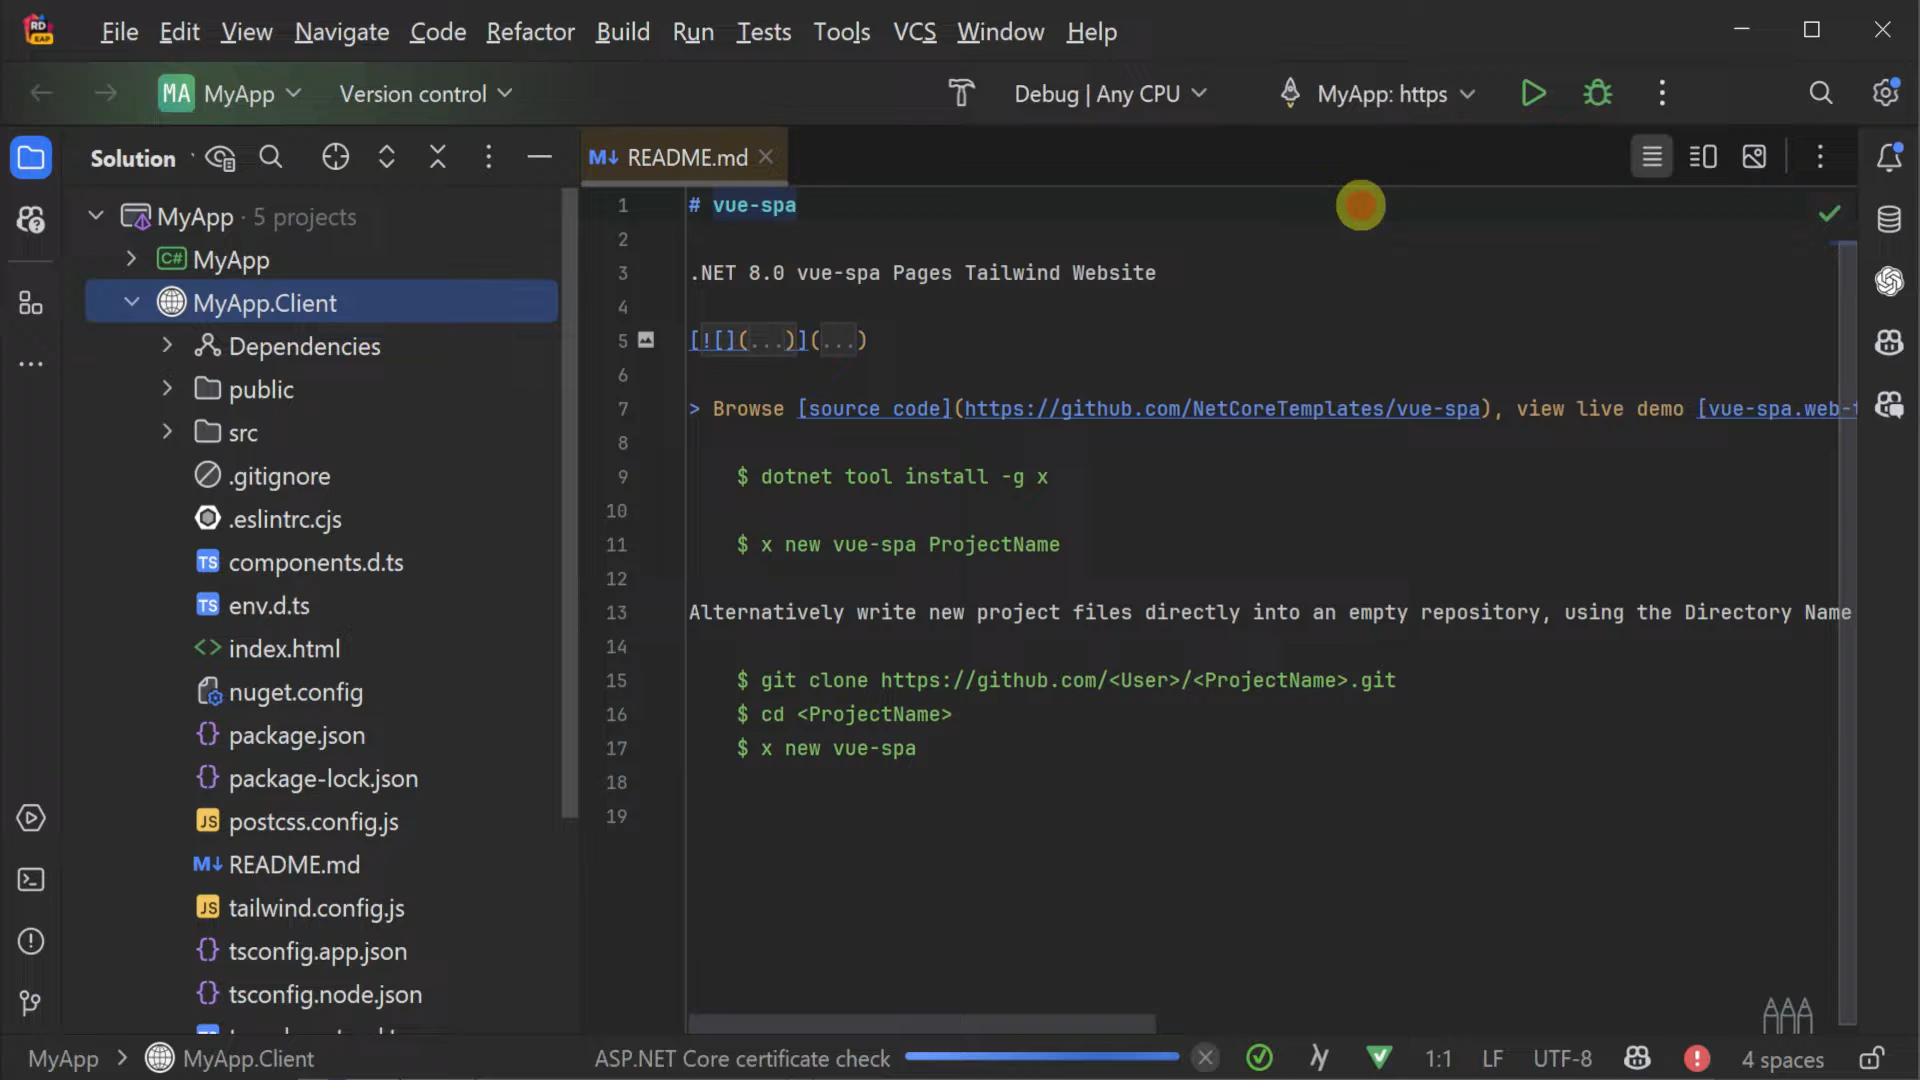 RD
EAP
File Edit View Navigate Code Refactor Build Run Tests Tools VCS Window Help
MA MyApp Version control Debug | Any CPU MyApp: https
Solution
M↓ README.md
MyApp · 5 projects
C# MyApp
MyApp.Client
Dependencies
public
src
.gitignore
.eslintrc.cjs
TS components.d.ts
TS env.d.ts
<> index.html
nuget.config
{} package.json
{} package-lock.json
JS postcss.config.js
M↓ README.md
JS tailwind.config.js
{} tsconfig.app.json
{} tsconfig.node.json
1 # vue-spa
2
3 .NET 8.0 vue-spa Pages Tailwind Website
4
5 [![](...)](...)
6
7 > Browse [source code](https://github.com/NetCoreTemplates/vue-spa), view live demo [vue-spa.web-
8
9 $ dotnet tool install -g x
10
11 $ x new vue-spa ProjectName
12
13 Alternatively write new project files directly into an empty repository, using the Directory Name
14
15 $ git clone https://github.com/<User>/<ProjectName>.git
16 $ cd <ProjectName>
17 $ x new vue-spa
18
19
MyApp > MyApp.Client ASP.NET Core certificate check 1:1 LF UTF-8 4 spaces